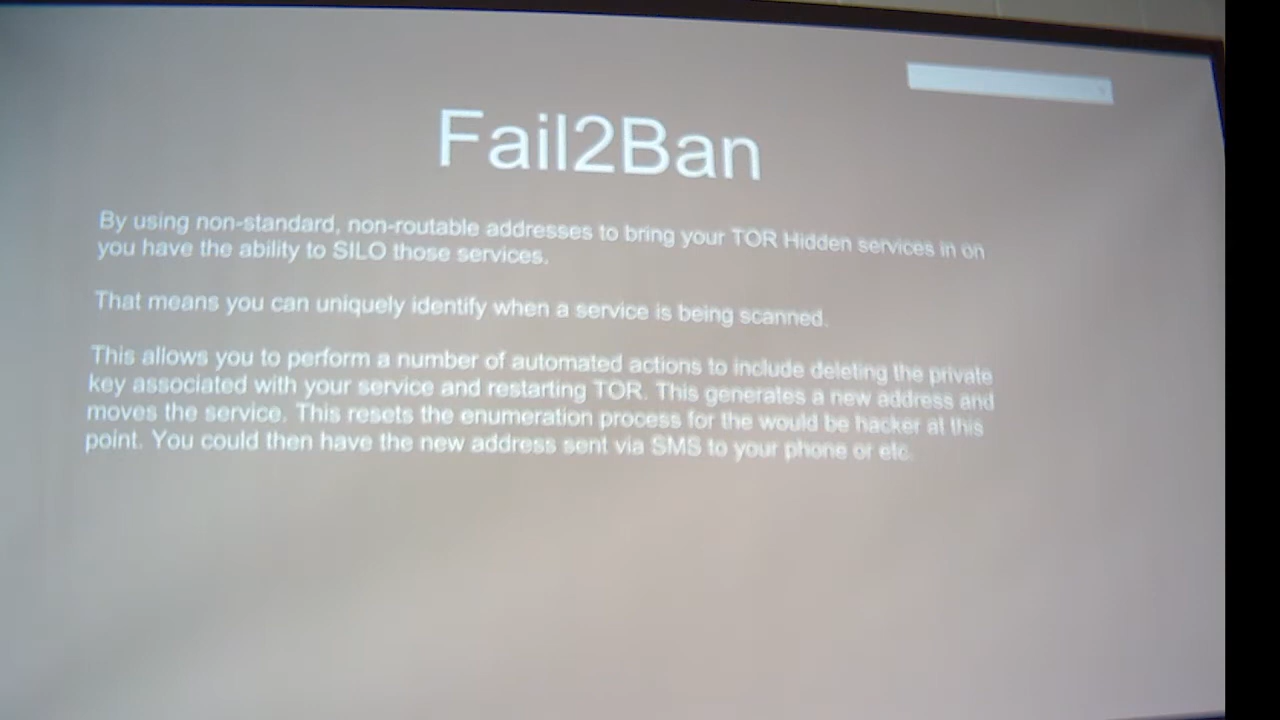 Fail2Ban
By using non-standard, non-routable addresses to bring your TOR Hidden services in on
you have the ability to SILO those services.
That means you can uniquely identify when a service is being scanned.
This allows you to perform a number of automated actions to include deleting the private
key associated with your service and restarting TOR. This generates a new address and
moves the service. This resets the enumeration process for the would be hacker at this
point. You could then have the new address sent via SMS to your phone or etc.